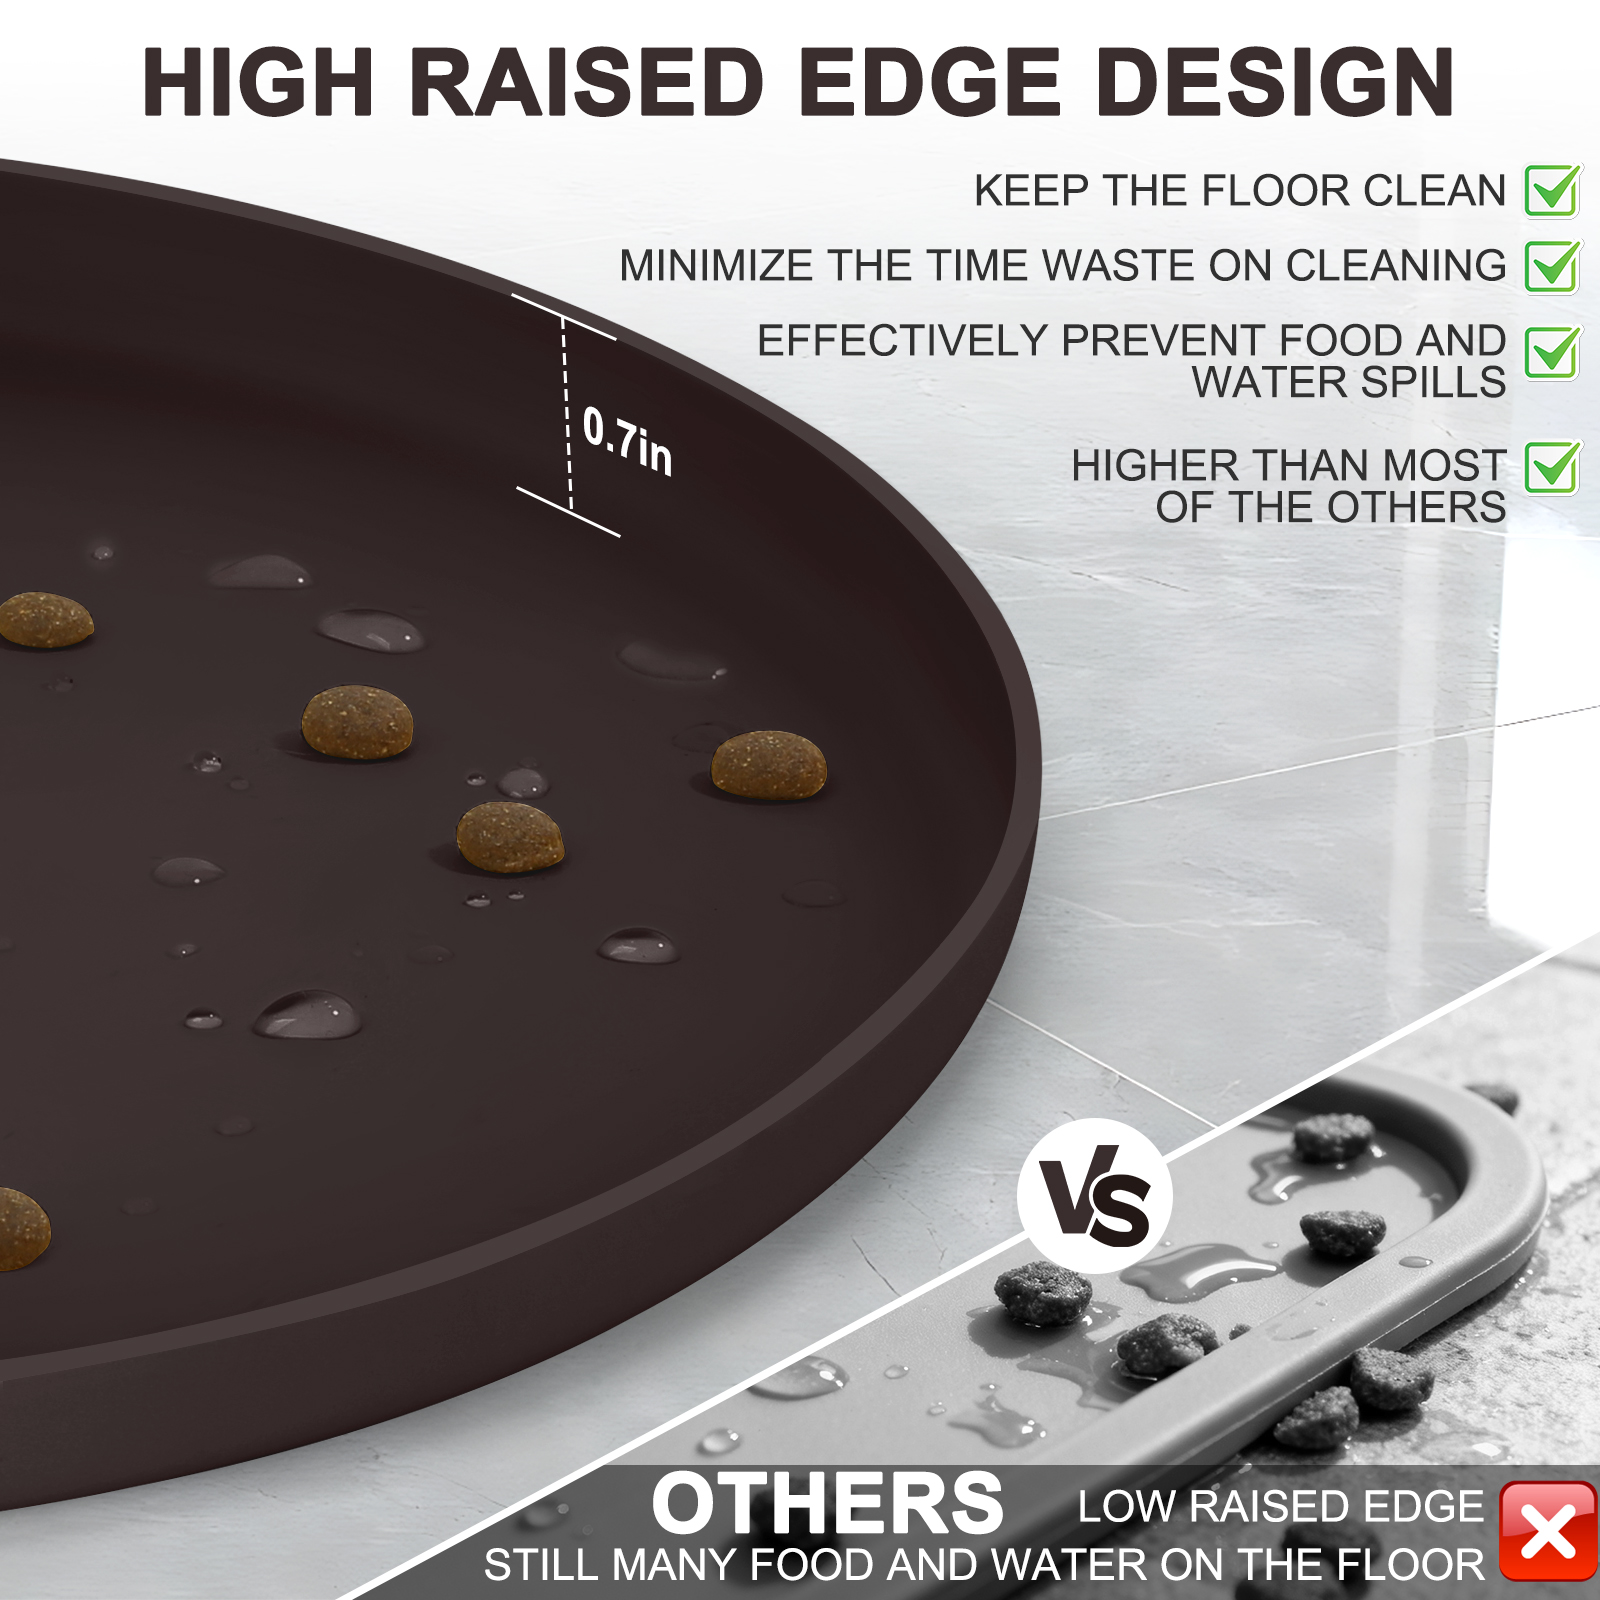 HIGH RAISED EDGE DESIGN
KEEP THE FLOOR CLEAN
MINIMIZE THE TIME WASTE ON CLEANING
EFFECTIVELY PREVENT FOOD AND
WATER SPILLS
HIGHER THAN MOST
OF THE OTHERS
0.7in
VS
OTHERS
LOW RAISED EDGE
STILL MANY FOOD AND WATER ON THE FLOOR